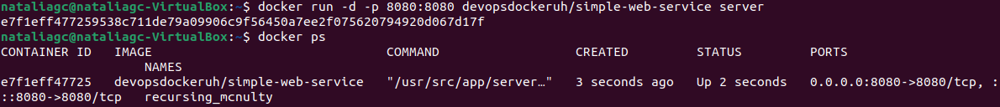 nataliagc@nataliagc-VirtualBox:~$ docker run -d -p 8080:8080 devopsdockeruh/simple-web-service server
e7f1eff477259538c711de79a09906c9f56450a7ee2f075620794920d067d17f
nataliagc@nataliagc-VirtualBox:~$ docker ps
CONTAINER ID   IMAGE                               COMMAND                  CREATED         STATUS         PORTS
                    NAMES
e7f1eff47725   devopsdockeruh/simple-web-service   "/usr/src/app/server…"   3 seconds ago   Up 2 seconds   0.0.0.0:8080->8080/tcp, :
::8080->8080/tcp   recursing_mcnulty